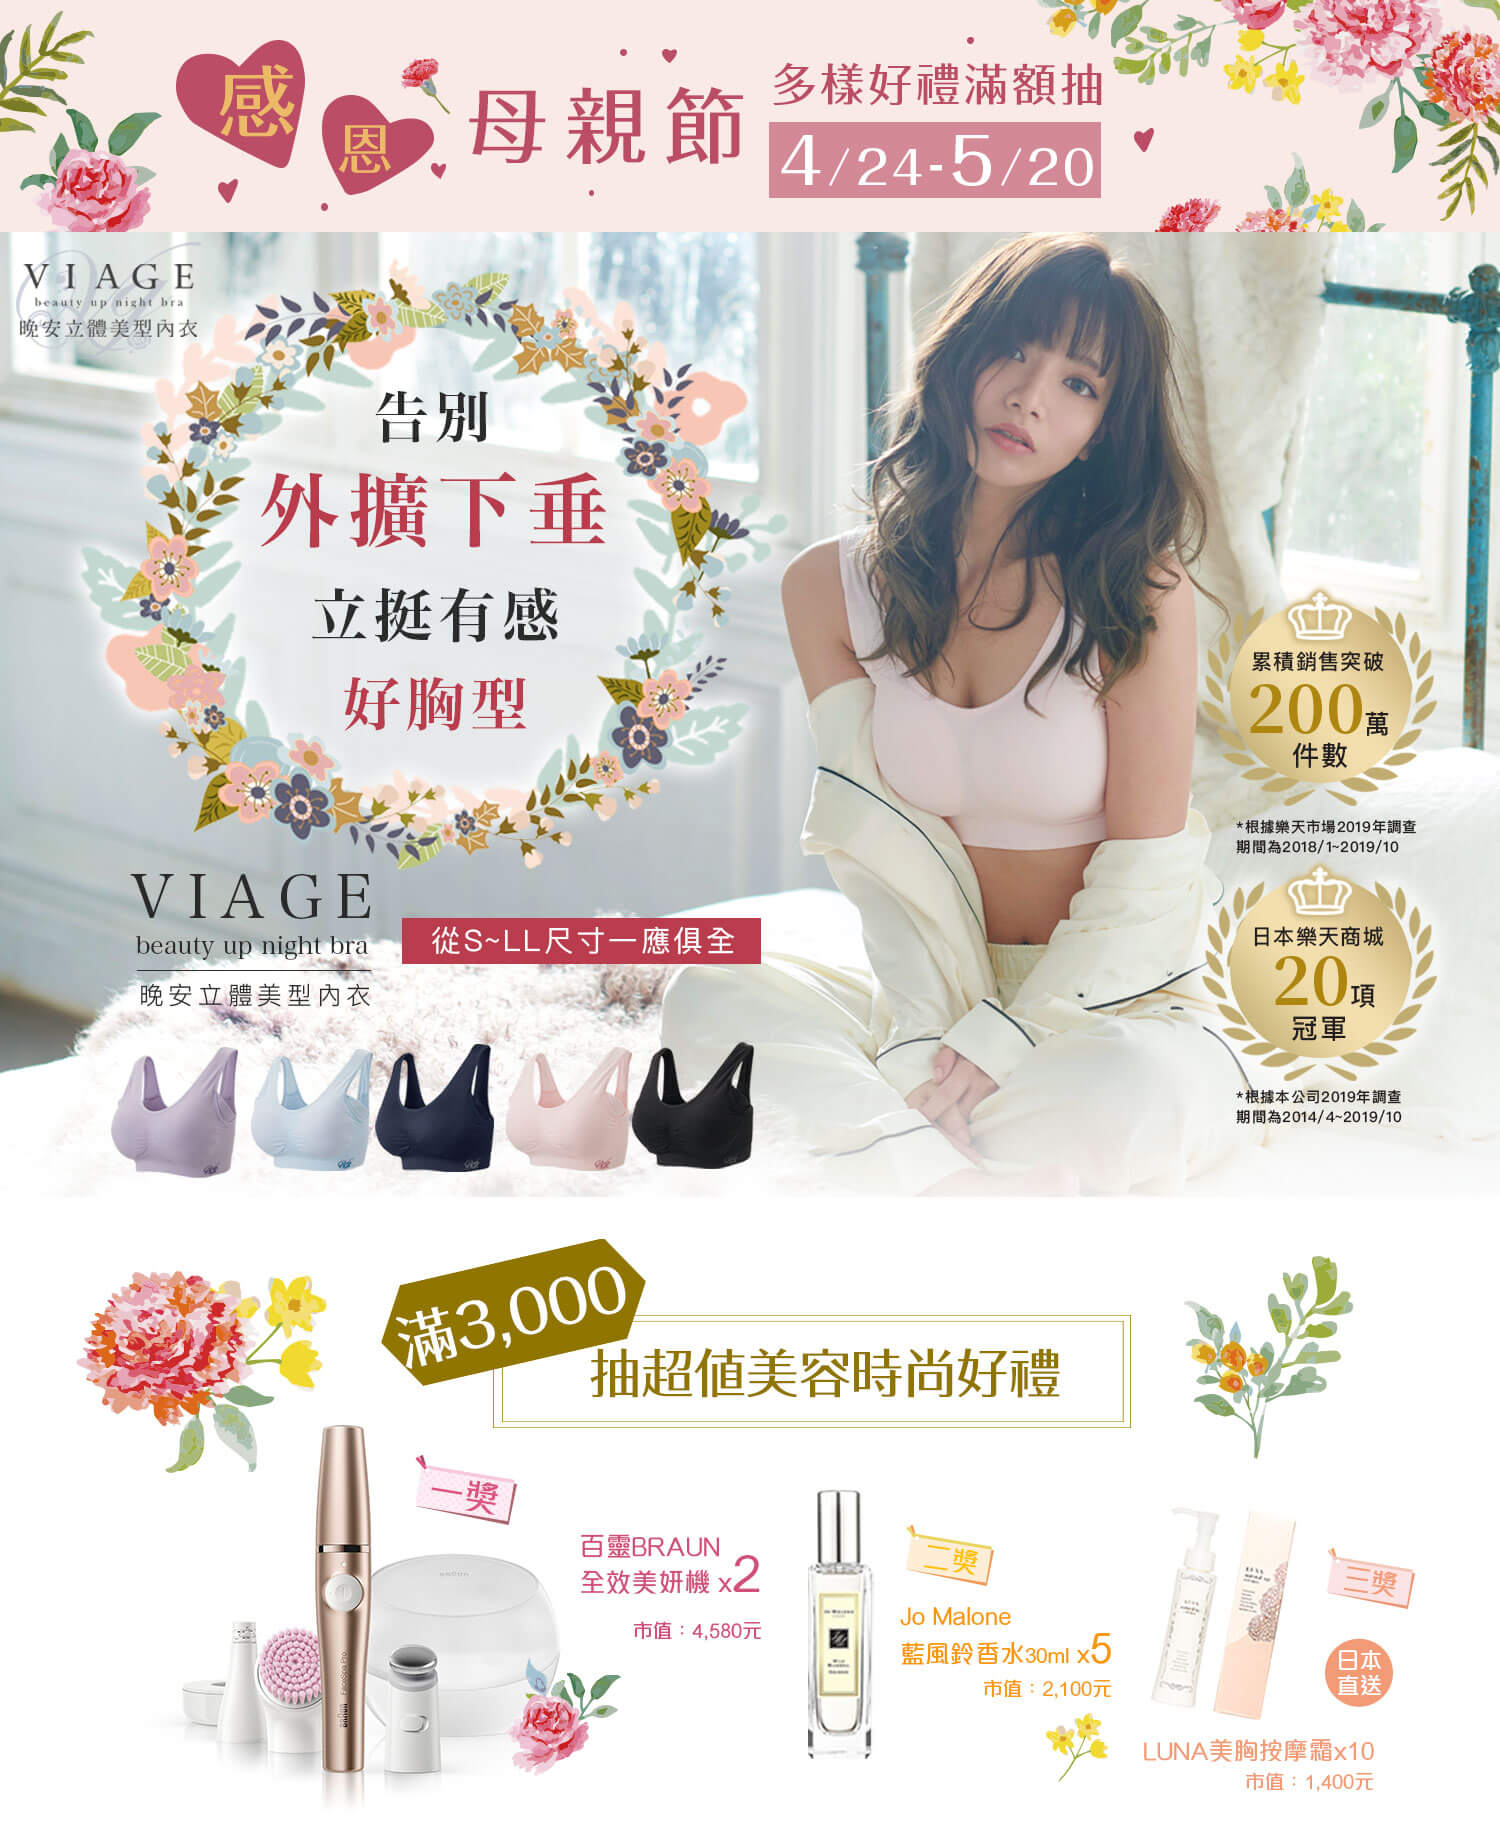 感恩母親節
多樣好禮滿額抽
4/24-5/20
VIAGE
beauty up night bra
晚安立體美型內衣
告別
外擴下垂
立挺有感
好胸型
累積銷售突破
200萬
件數
*根據樂天市場2019年調查
期間為2018/1~2019/10
VIAGE
beauty up night bra
晚安立體美型內衣
從S~LL尺寸一應俱全
日本樂天商城
20項
冠軍
*根據本公司2019年調查
期間為2014/4~2019/10
滿3,000
抽超值美容時尚好禮
一獎
百靈BRAUN
全效美妍機 x2
市值：4,580元
BRAUN
FaceSpa Pro
二獎
Jo Malone
藍風鈴香水30ml x5
市值：2,100元
JO MALONE
三獎
日本
直送
LUNA
LUNA美胸按摩霜x10
市值：1,400元